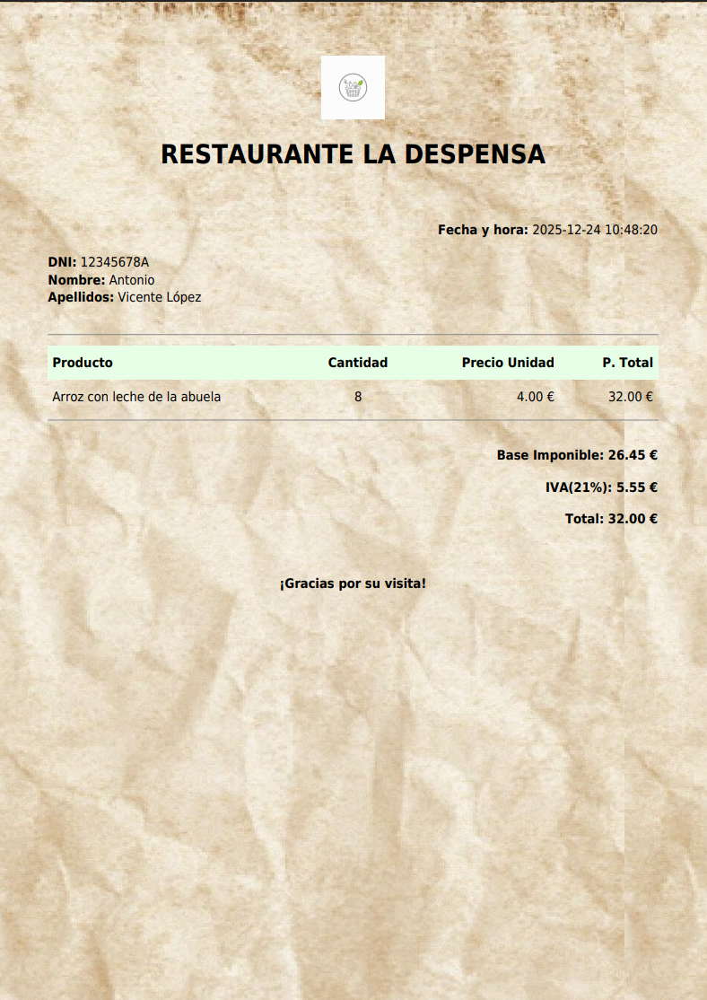 RESTAURANTE LA DESPENSA
Fecha y hora: 2025-12-24 10:48:20
DNI: 12345678A
Nombre: Antonio
Apellidos: Vicente López
Producto Cantidad Precio Unidad P. Total
Arroz con leche de la abuela 8 4.00 € 32.00 €
Base Imponible: 26.45 €
IVA(21%): 5.55 €
Total: 32.00 €
¡Gracias por su visita!